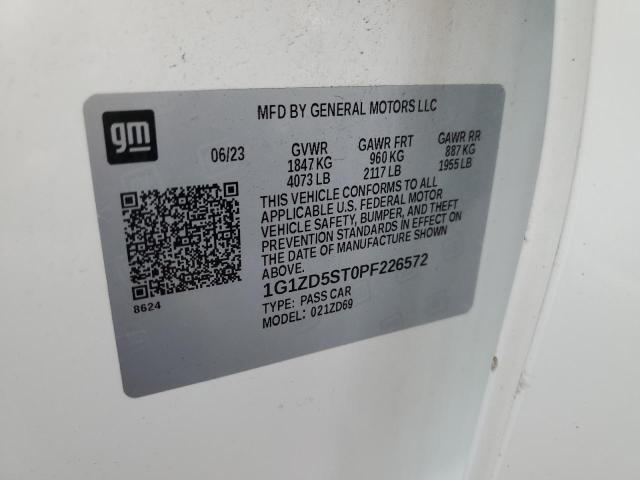 MFD BY GENERAL MOTORS LLC
gm
06/23
GVWR GAWR FRT GAWR RR
1847 KG 960 KG 887 KG
4073 LB 2117 LB 1955 LB
THIS VEHICLE CONFORMS TO ALL
APPLICABLE U.S. FEDERAL MOTOR
VEHICLE SAFETY, BUMPER, AND THEFT
PREVENTION STANDARDS IN EFFECT ON
THE DATE OF MANUFACTURE SHOWN
ABOVE.
1G1ZD5ST0PF226572
TYPE: PASS CAR
MODEL: 021ZD69
8624